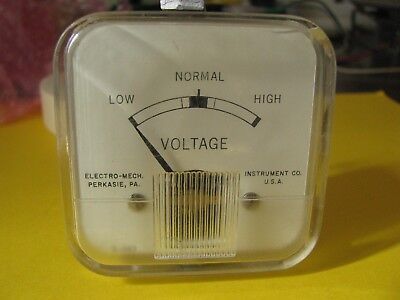 NORMAL
LOW HIGH
VOLTAGE
ELECTRO-MECH. INSTRUMENT CO.
PERKASIE, PA. U.S.A.